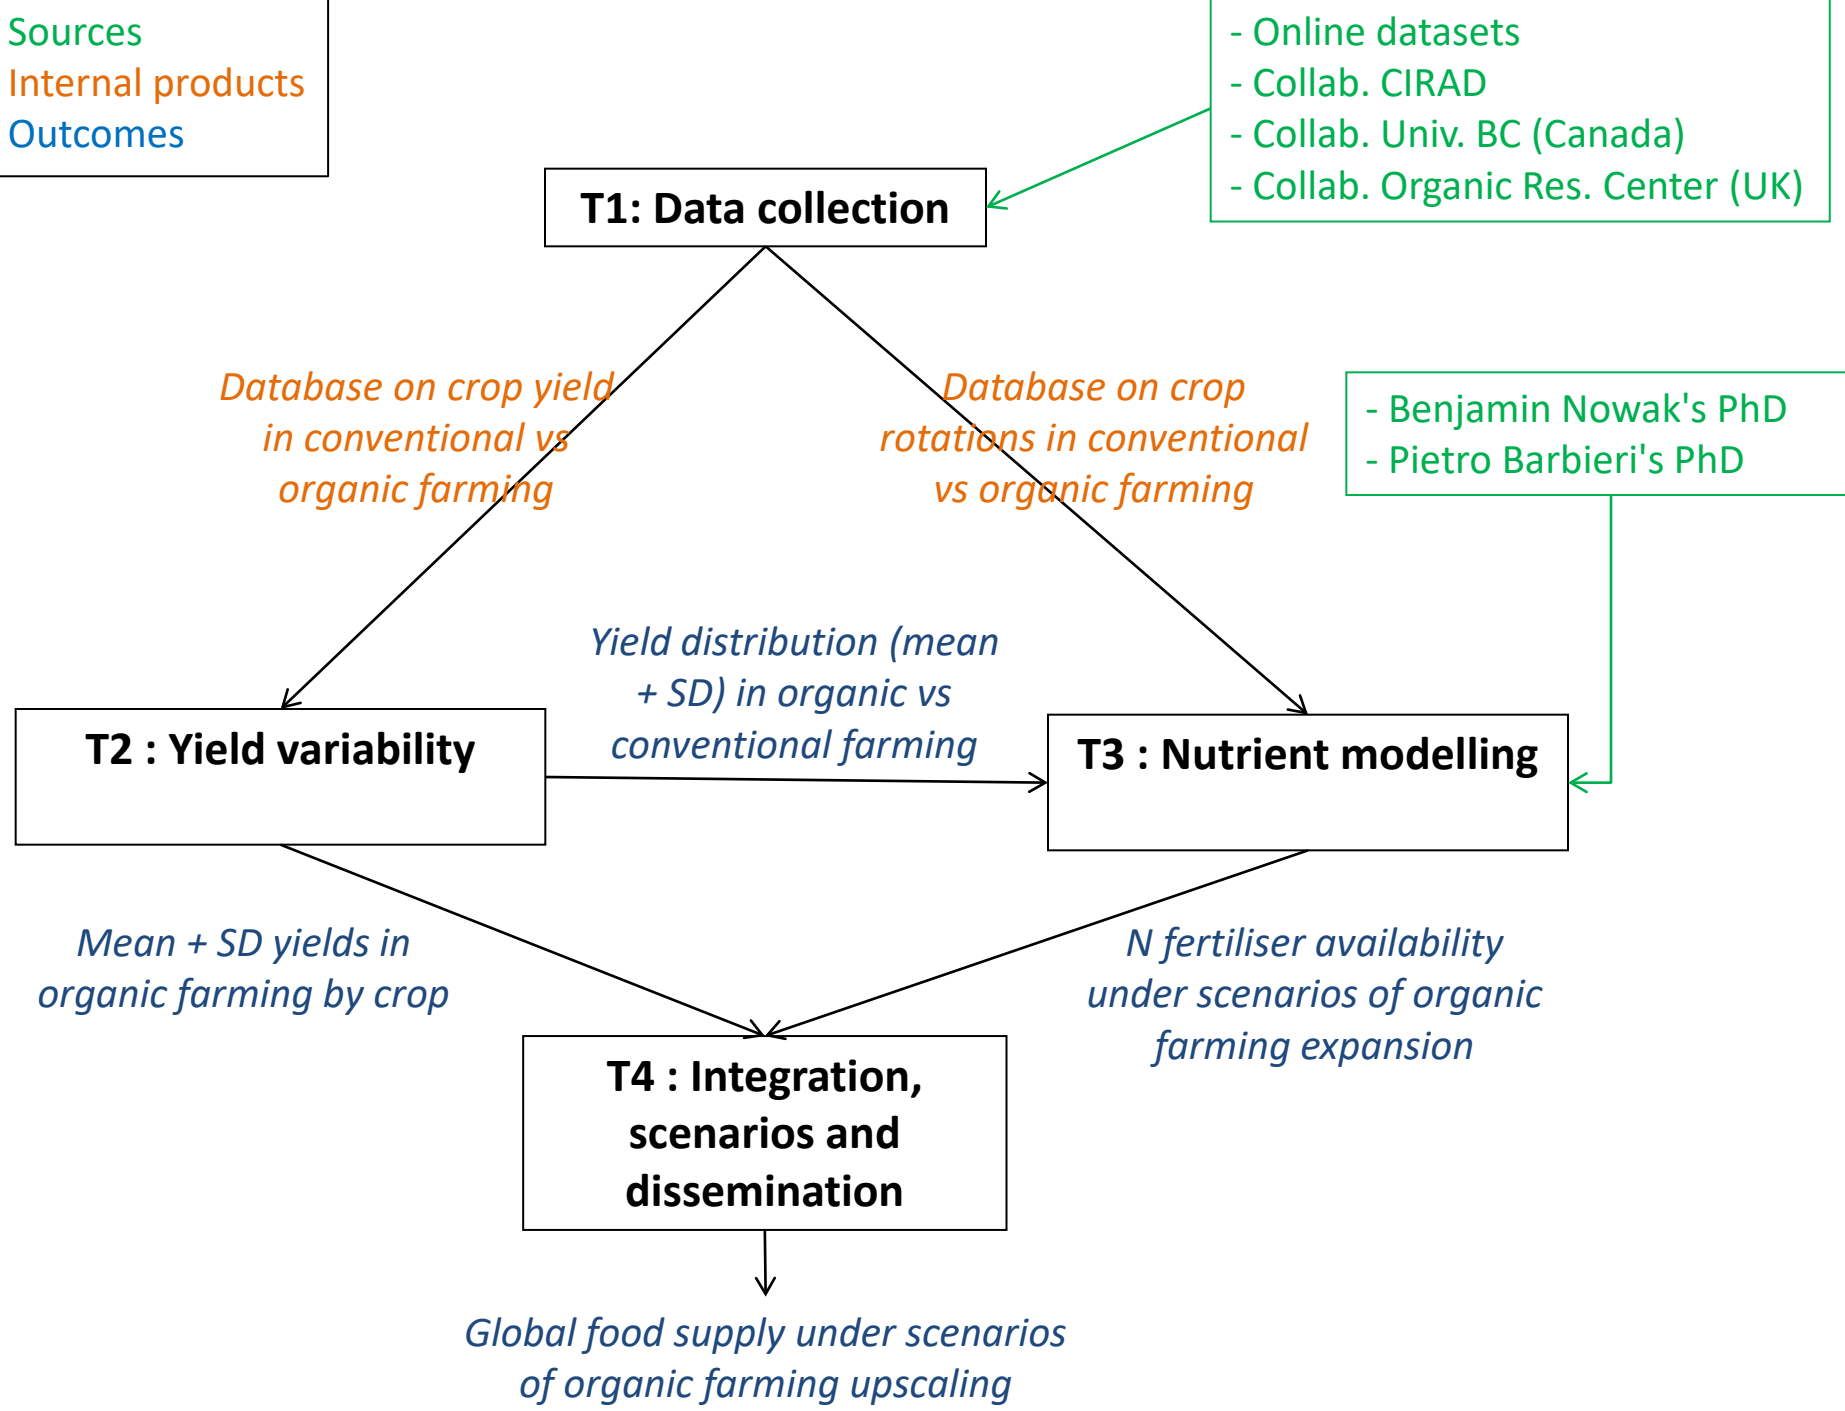 Sources
Internal products
Outcomes
- Online datasets
- Collab. CIRAD
- Collab. Univ. BC (Canada)
- Collab. Organic Res. Center (UK)
T1: Data collection
Database on crop yield
in conventional vs
organic farming
Database on crop
rotations in conventional
vs organic farming
- Benjamin Nowak's PhD
- Pietro Barbieri's PhD
Yield distribution (mean
+ SD) in organic vs
conventional farming
T2 : Yield variability
T3 : Nutrient modelling
Mean + SD yields in
organic farming by crop
N fertiliser availability
under scenarios of organic
farming expansion
T4 : Integration,
scenarios and
dissemination
Global food supply under scenarios
of organic farming upscaling